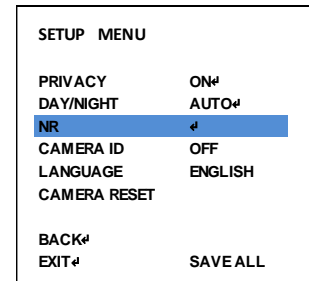 SETUP MENU
PRIVACY ON↲
DAY/NIGHT AUTO↲
NR ↲
CAMERA ID OFF
LANGUAGE ENGLISH
CAMERA RESET
BACK↲
EXIT↲ SAVE ALL